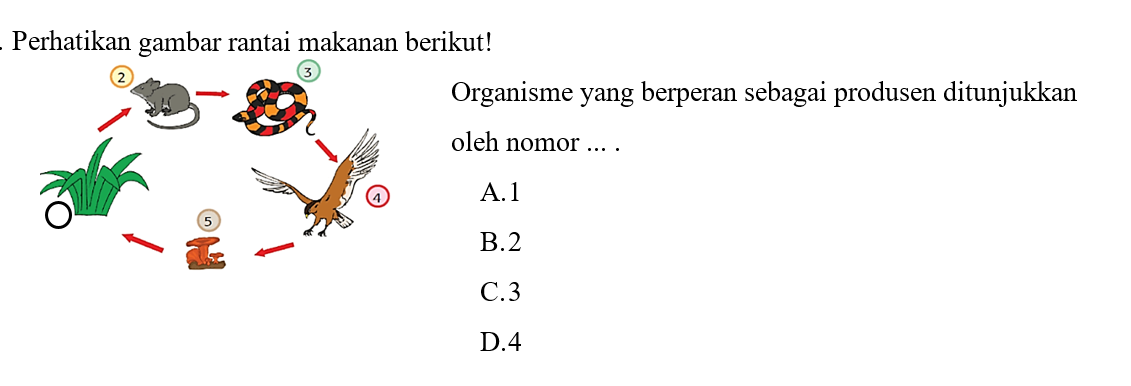 . Perhatikan gambar rantai makanan berikut!
2
3
Organisme yang berperan sebagai produsen ditunjukkan
oleh nomor ... .
4
5
A.1
B.2
C.3
D.4